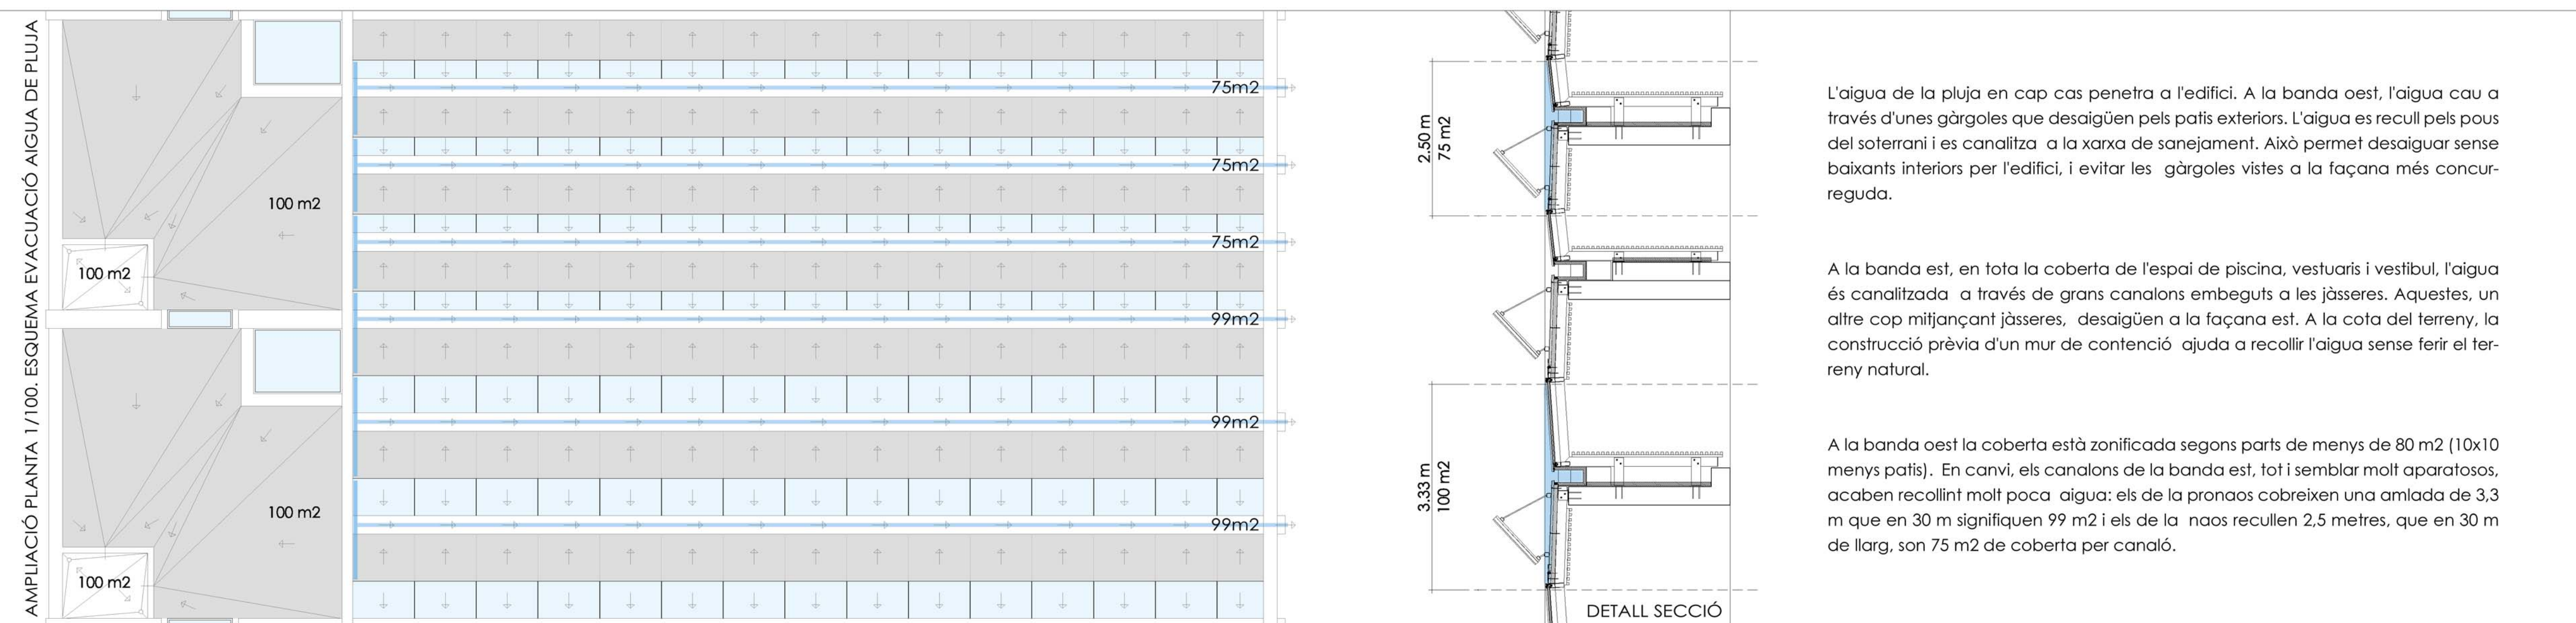 AMPLIACIÓ PLANTA 1/100. ESQUEMA EVACUACIÓ AIGUA DE PLUJA
100 m2
100 m2
100 m2
100 m2
75m2
75m2
75m2
99m2
99m2
99m2
2.50 m
75 m2
3.33 m
100 m2
DETALL SECCIÓ
L'aigua de la pluja en cap cas penetra a l'edifici. A la banda oest, l'aigua cau a
través d'unes gàrgoles que desaigüen pels patis exteriors. L'aigua es recull pels pous
del soterrani i es canalitza a la xarxa de sanejament. Això permet desaiguar sense
baixants interiors per l'edifici, i evitar les gàrgoles vistes a la façana més concur-
reguda.
A la banda est, en tota la coberta de l'espai de piscina, vestuaris i vestibul, l'aigua
és canalitzada a través de grans canalons embeguts a les jàsseres. Aquestes, un
altre cop mitjançant jàsseres, desaigüen a la façana est. A la cota del terreny, la
construcció prèvia d'un mur de contenció ajuda a recollir l'aigua sense ferir el ter-
reny natural.
A la banda oest la coberta està zonificada segons parts de menys de 80 m2 (10x10
menys patis). En canvi, els canalons de la banda est, tot i semblar molt aparatosos,
acaben recollint molt poca aigua: els de la pronaos cobreixen una amlada de 3,3
m que en 30 m signifiquen 99 m2 i els de la naos recullen 2,5 metres, que en 30 m
de llarg, son 75 m2 de coberta per canaló.